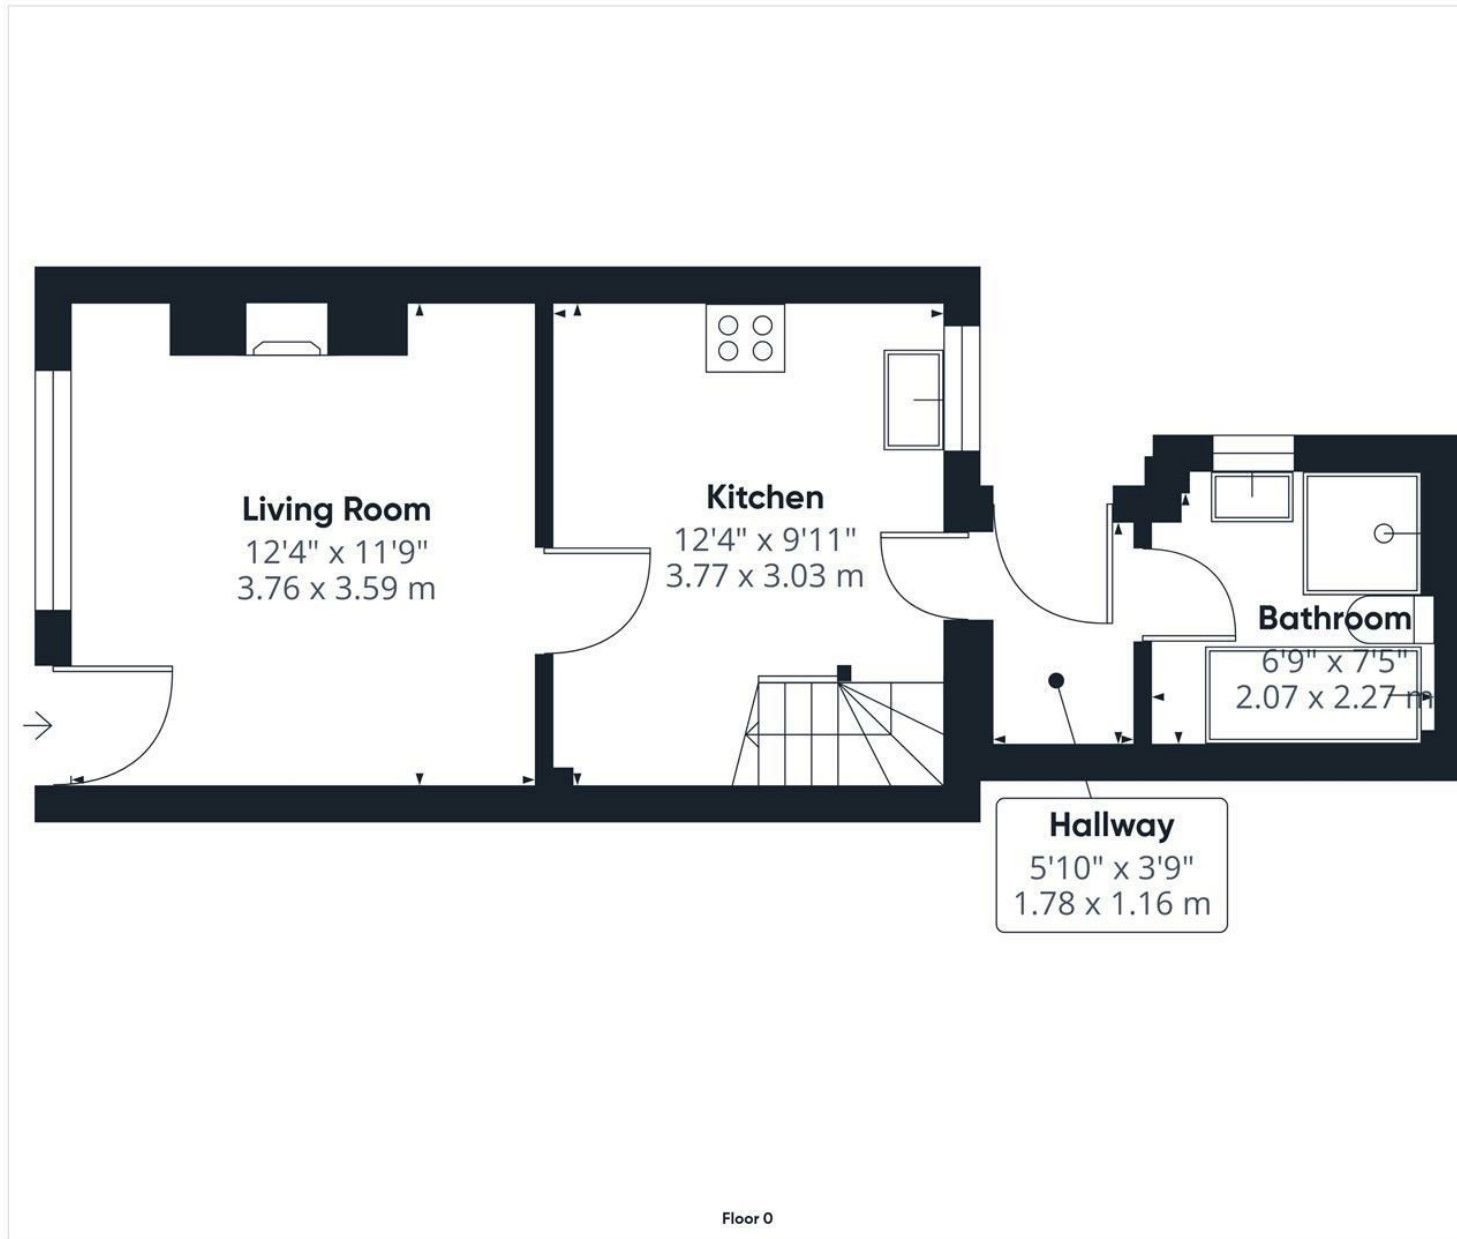 Living Room
12'4" x 11'9"
3.76 x 3.59 m
Kitchen
12'4" x 9'11"
3.77 x 3.03 m
Bathroom
6'9" x 7'5"
2.07 x 2.27 m
Hallway
5'10" x 3'9"
1.78 x 1.16 m
Floor 0